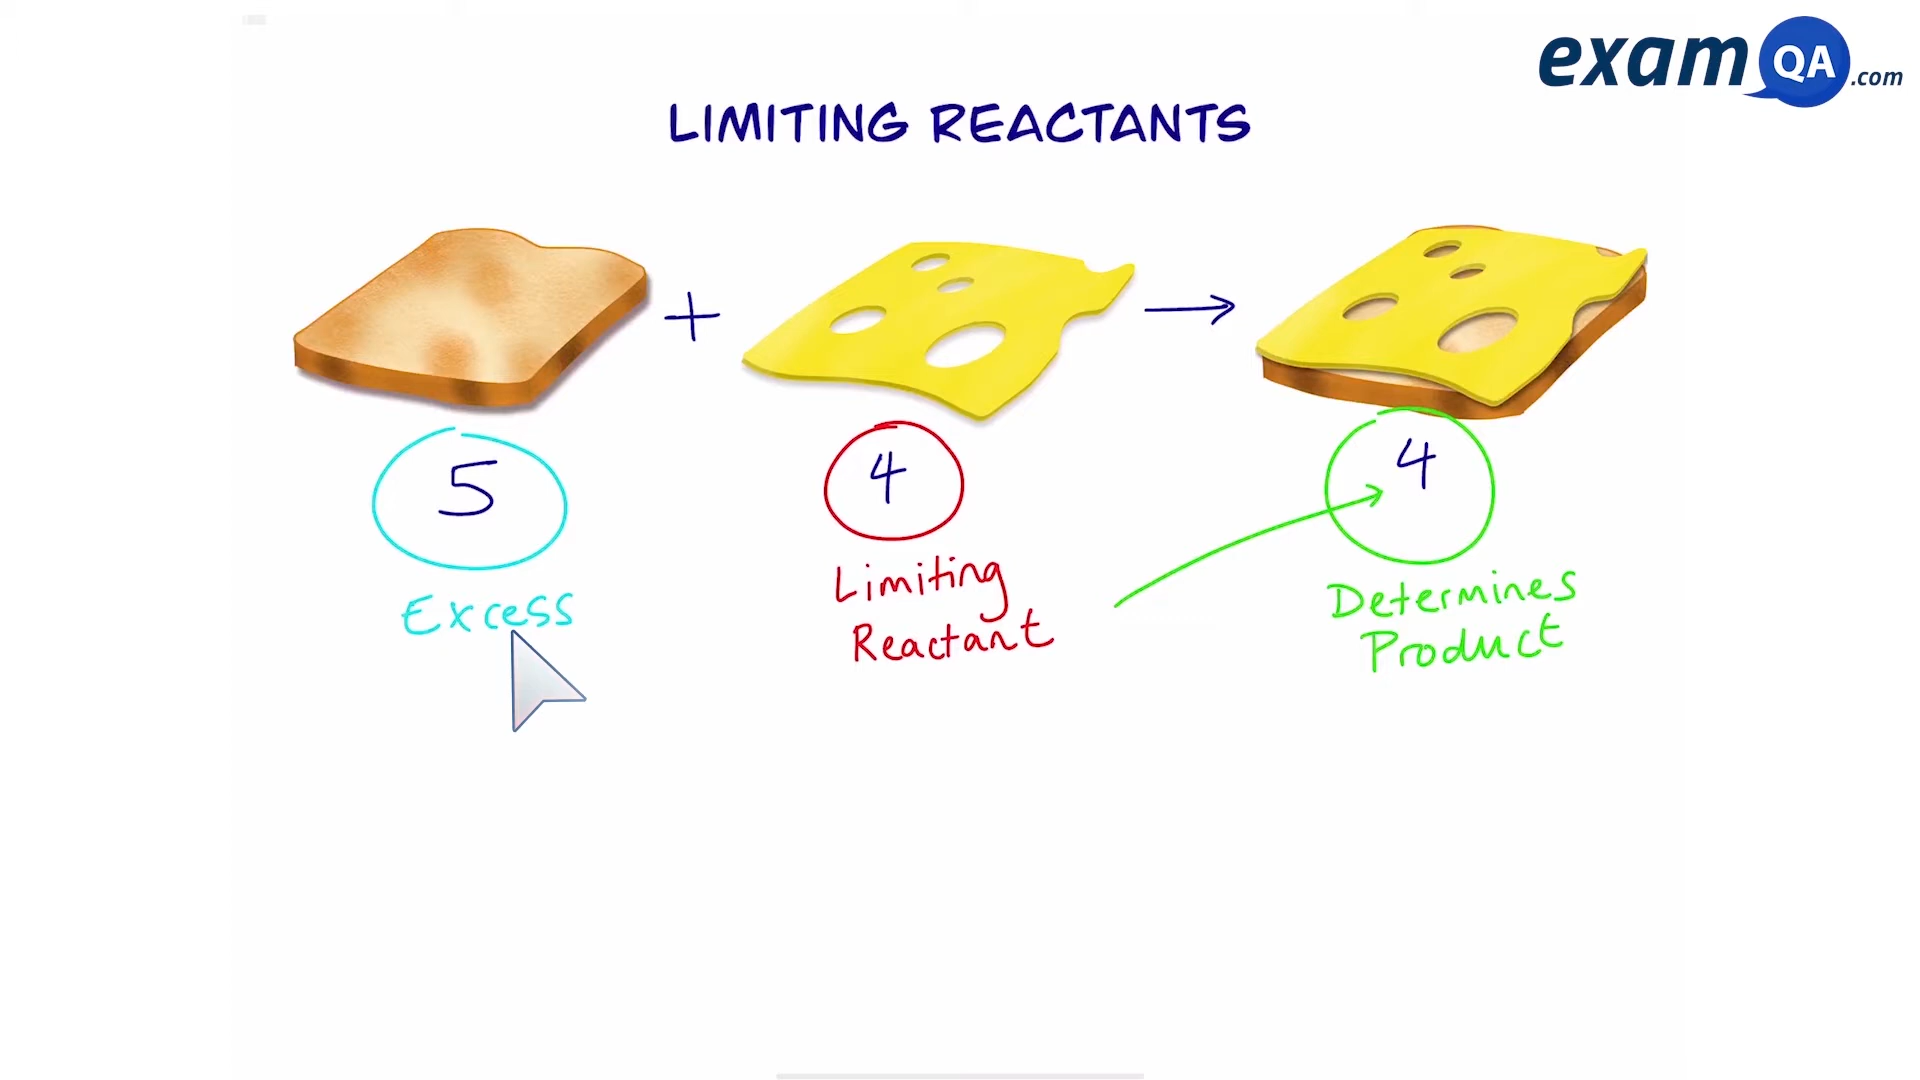 examQA.com
LIMITING REACTANTS
+ →
5 4 4
Excess
Limiting
Reactant
Determines
Product